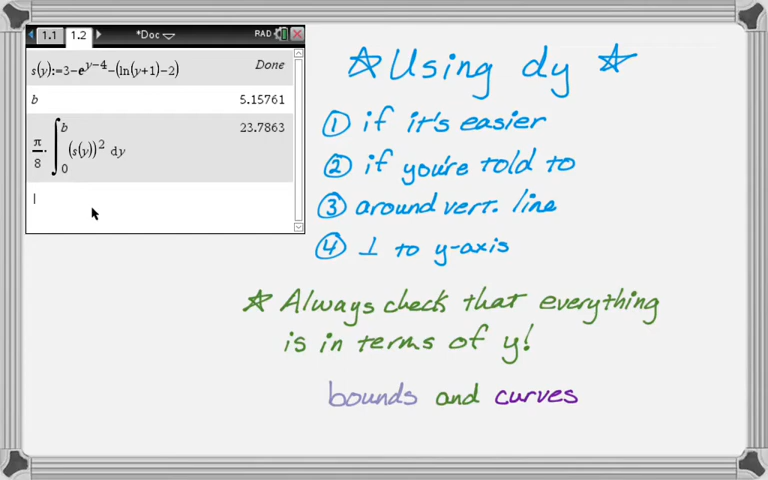 1.1 1.2 *Doc RAD
s(y):=3-e^(y-4)-(ln(y+1)-2) Done
b 5.15761
π/8·∫₀ᵇ (s(y))² dy 23.7863
Using dy
① if it's easier
② if you're told to
③ around vert. line
④ ⊥ to y-axis
Always check that everything
is in terms of y!
bounds and curves